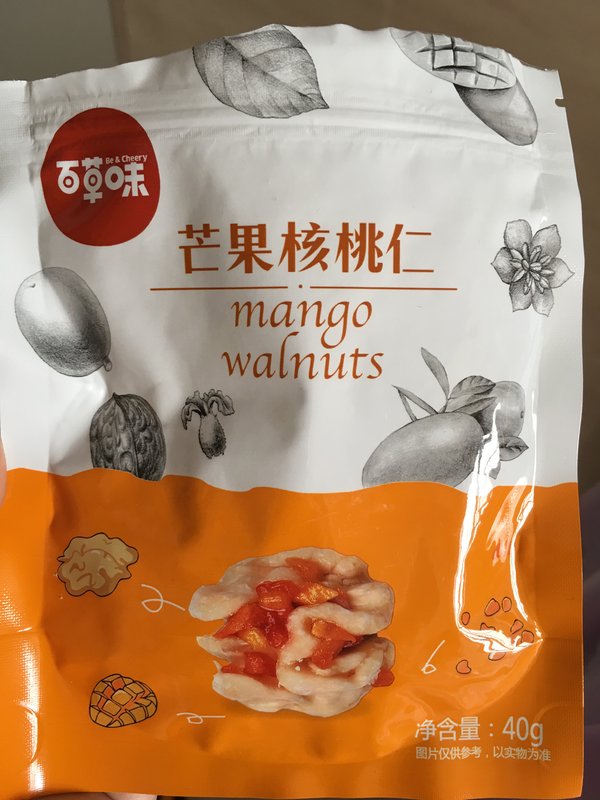 Be & Cheery
百草味
芒果核桃仁
mango
walnuts
净含量：40g
图片仅供参考，以实物为准